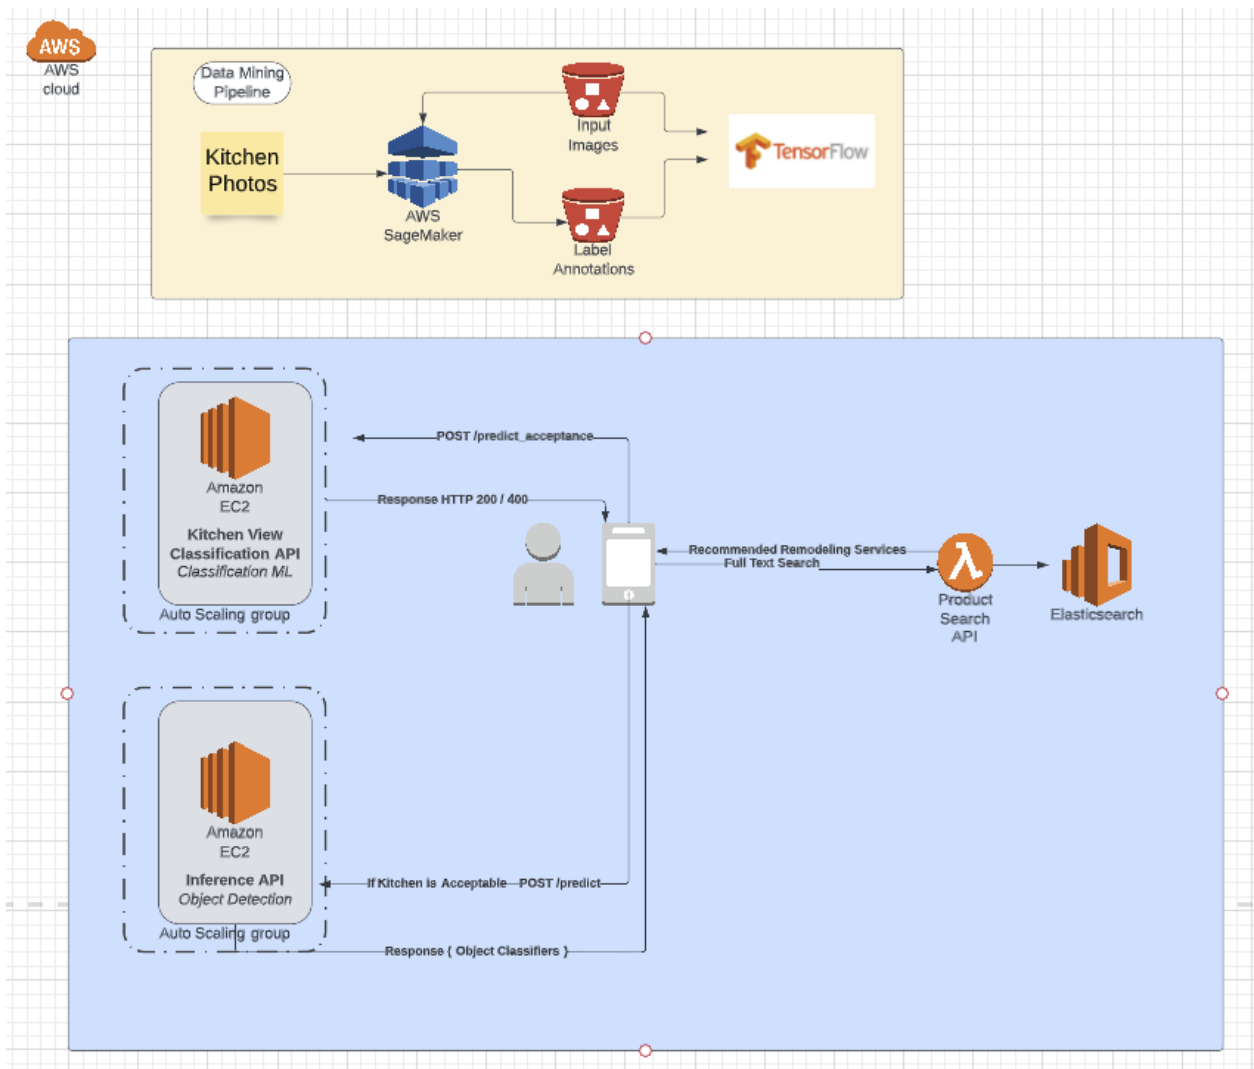 AWS
AWS
cloud
Data Mining
Pipeline
Kitchen
Photos
AWS
SageMaker
Input
Images
Label
Annotations
TensorFlow
Amazon
EC2
Kitchen View
Classification API
Classification ML
Auto Scaling group
POST /predict_acceptance
Response HTTP 200 / 400
Recommended Remodeling Services
Full Text Search
λ
Product
Search
API
Elasticsearch
Amazon
EC2
Inference API
Object Detection
Auto Scaling group
If Kitchen is Acceptable POST /predict
Response { Object Classifiers }